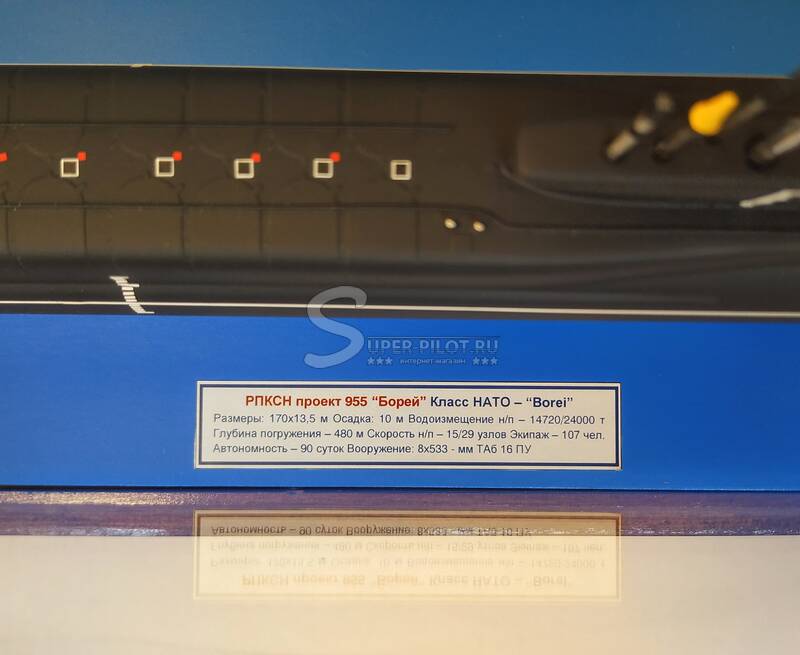 SUPER-PILOT.RU
интернет-магазин
РПКСН проект 955 “Борей” Класс НАТО – “Borei”
Размеры: 170х13,5 м Осадка: 10 м Водоизмещение н/п – 14720/24000 т
Глубина погружения – 480 м Скорость н/п – 15/29 узлов Экипаж – 107 чел.
Автономность – 90 суток Вооружение: 8х533 - мм ТАб 16 ПУ